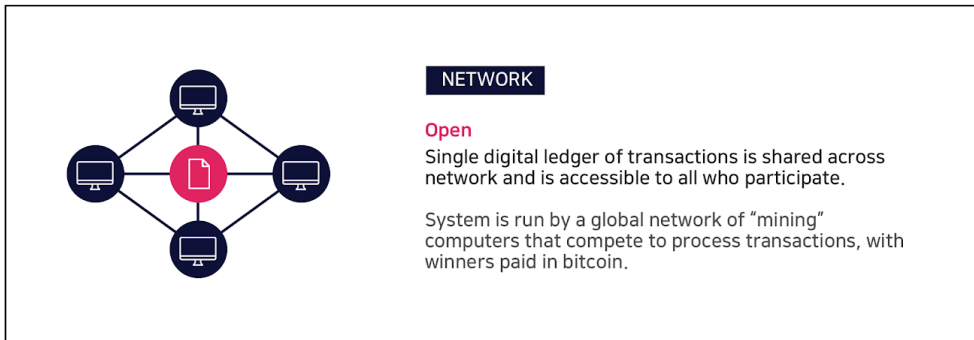 NETWORK
Open
Single digital ledger of transactions is shared across
network and is accessible to all who participate.
System is run by a global network of “mining”
computers that compete to process transactions, with
winners paid in bitcoin.